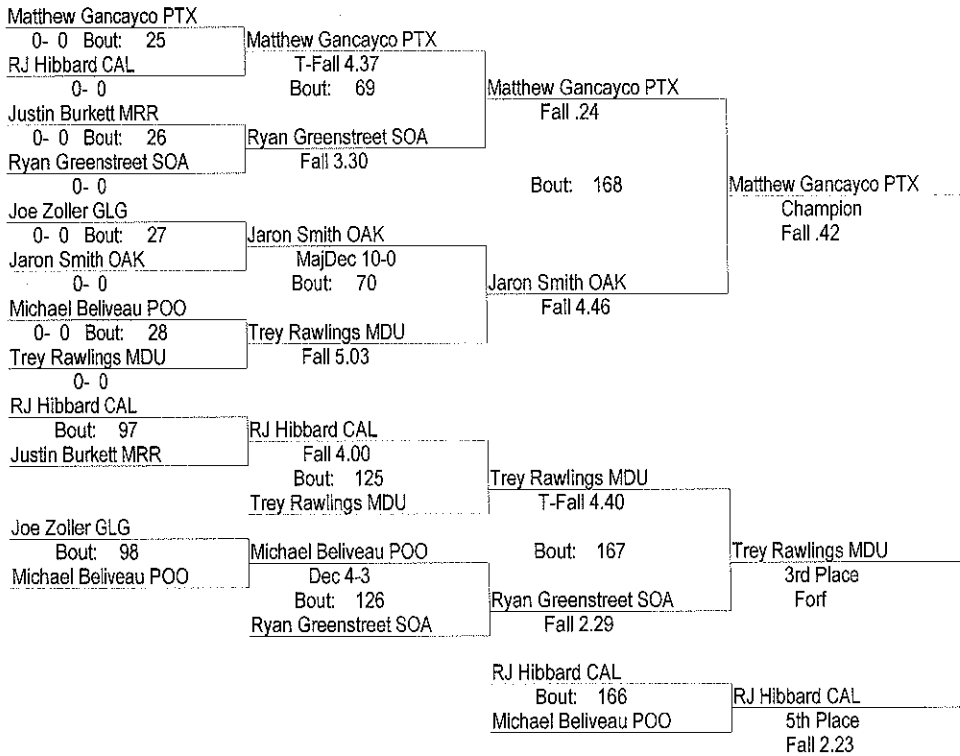 Matthew Gancayco PTX
0- 0 Bout: 25
RJ Hibbard CAL
0- 0
Justin Burkett MRR
0- 0 Bout: 26
Ryan Greenstreet SOA
0- 0
Joe Zoller GLG
0- 0 Bout: 27
Jaron Smith OAK
0- 0
Michael Beliveau POO
0- 0 Bout: 28
Trey Rawlings MDU
0- 0
Matthew Gancayco PTX
T-Fall 4.37
Bout: 69
Ryan Greenstreet SOA
Fall 3.30
Jaron Smith OAK
MajDec 10-0
Bout: 70
Trey Rawlings MDU
Fall 5.03
Matthew Gancayco PTX
Fall .24
Bout: 168
Jaron Smith OAK
Fall 4.46
Matthew Gancayco PTX
Champion
Fall .42
RJ Hibbard CAL
Bout: 97
Justin Burkett MRR
Joe Zoller GLG
Bout: 98
Michael Beliveau POO
RJ Hibbard CAL
Fall 4.00
Bout: 125
Trey Rawlings MDU
Michael Beliveau POO
Dec 4-3
Bout: 126
Ryan Greenstreet SOA
Trey Rawlings MDU
T-Fall 4.40
Bout: 167
Ryan Greenstreet SOA
Fall 2.29
Trey Rawlings MDU
3rd Place
Forf
RJ Hibbard CAL
Bout: 166
Michael Beliveau POO
RJ Hibbard CAL
5th Place
Fall 2.23